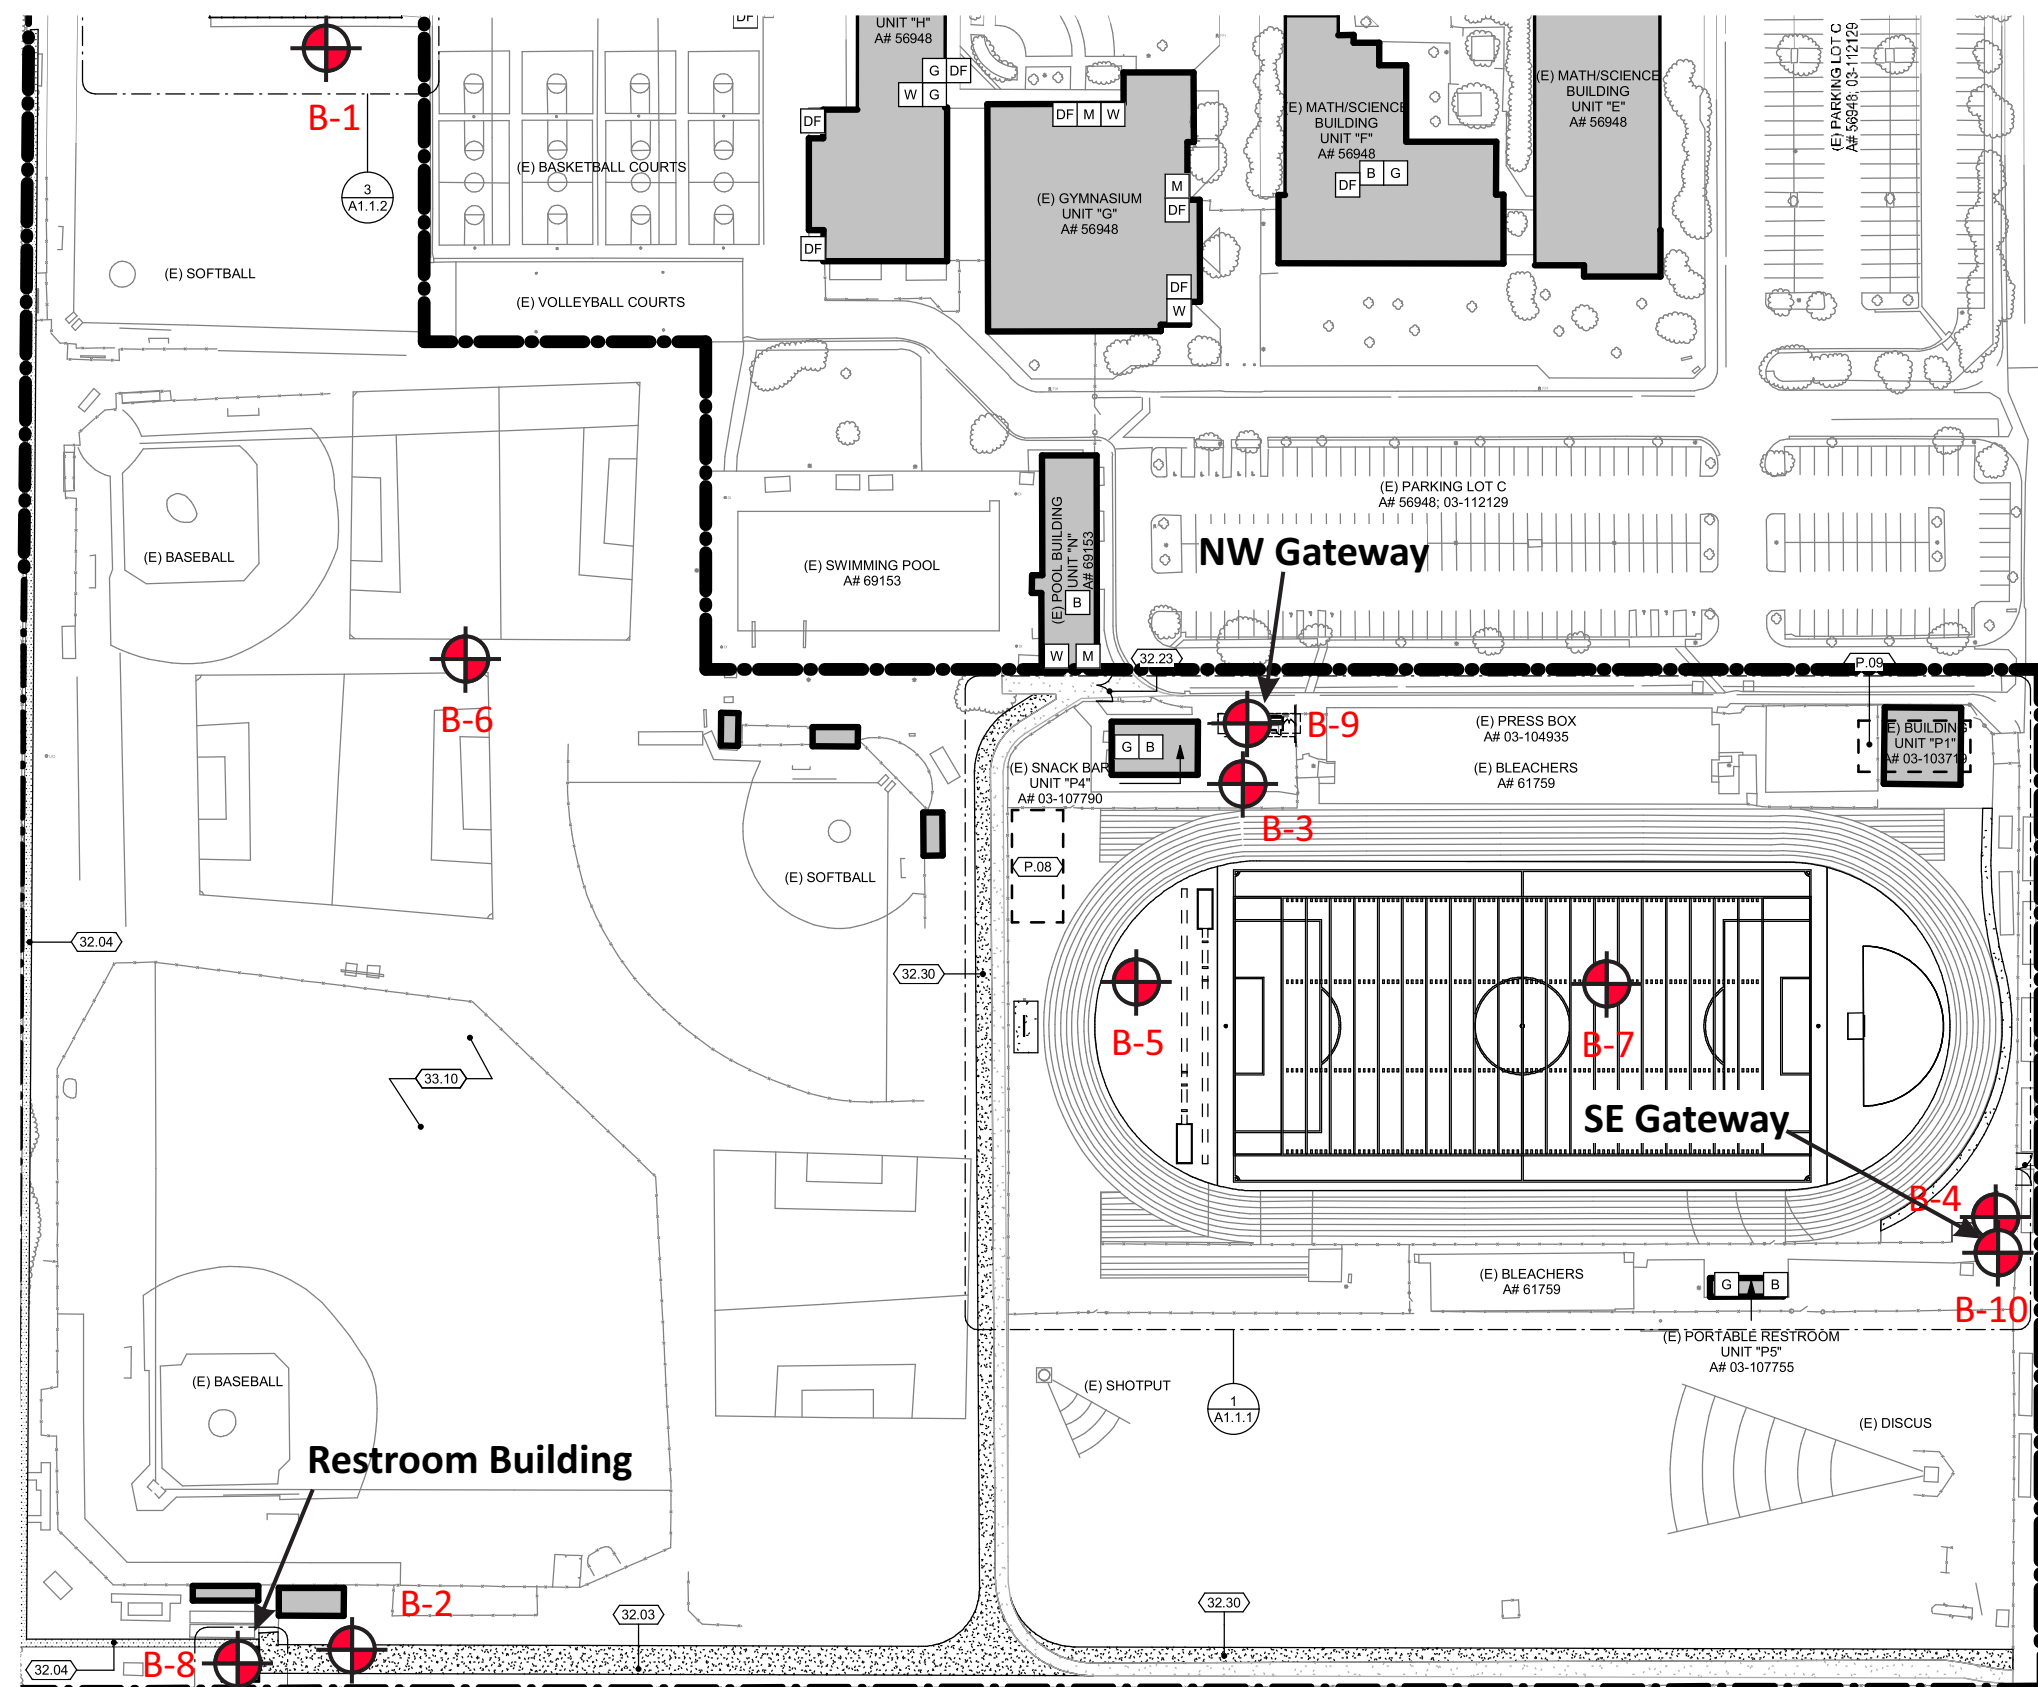 DF
UNIT "H"
A# 56948
G
DF
W
G
DF
DF
B-1
3
A1.1.2
(E) BASKETBALL COURTS
(E) SOFTBALL
(E) VOLLEYBALL COURTS
DF
M
W
(E) GYMNASIUM
UNIT "G"
A# 56948
M
DF
DF
W
(E) MATH/SCIENCE
BUILDING
UNIT "F"
A# 56948
B
G
DF
(E) MATH/SCIENCE
BUILDING
UNIT "E"
A# 56948
(E) PARKING LOT C
A# 56948; 03-112129
(E) PARKING LOT C
A# 56948; 03-112129
(E) BASEBALL
(E) SWIMMING POOL
A# 69153
(E) POOL BUILDING
UNIT "N"
A# 69153
B
W
M
NW Gateway
32.23
P.09
B-6
B-9
(E) PRESS BOX
A# 03-104935
(E) BLEACHERS
A# 61759
(E) BUILDING
UNIT "P1"
A# 03-103719
G
B
(E) SNACK BAR
UNIT "P4"
A# 03-107790
B-3
P.08
(E) SOFTBALL
32.04
32.30
B-5
B-7
33.10
SE Gateway
B-4
(E) BLEACHERS
A# 61759
G
B
B-10
(E) PORTABLE RESTROOM
UNIT "P5"
A# 03-107755
(E) SHOTPUT
1
A1.1.1
(E) DISCUS
(E) BASEBALL
Restroom Building
B-2
32.03
32.30
B-8
32.04